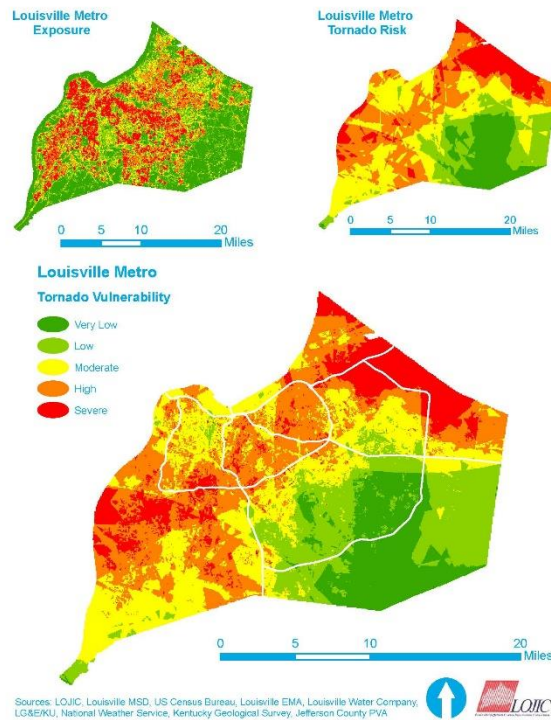 Louisville Metro
Exposure
Louisville Metro
Tornado Risk
0 5 10 20
Miles
0 5 10 20
Miles
Louisville Metro
Tornado Vulnerability
Very Low
Low
Moderate
High
Severe
0 5 10 20
Miles
Sources: LOJIC, Louisville MSD, US Census Bureau, Louisville EMA, Louisville Water Company,
LG&E/KU, National Weather Service, Kentucky Geological Survey, Jefferson County PVA
LOJIC